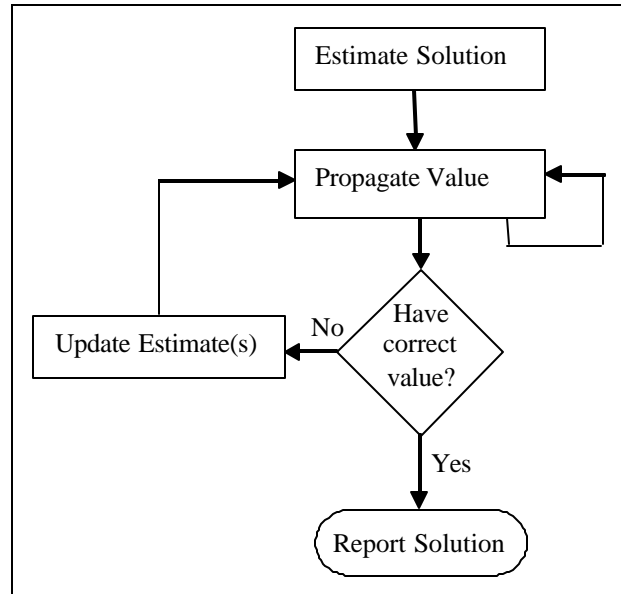 Estimate Solution
Propagate Value
Have
correct
value?
No
Update Estimate(s)
Yes
Report Solution